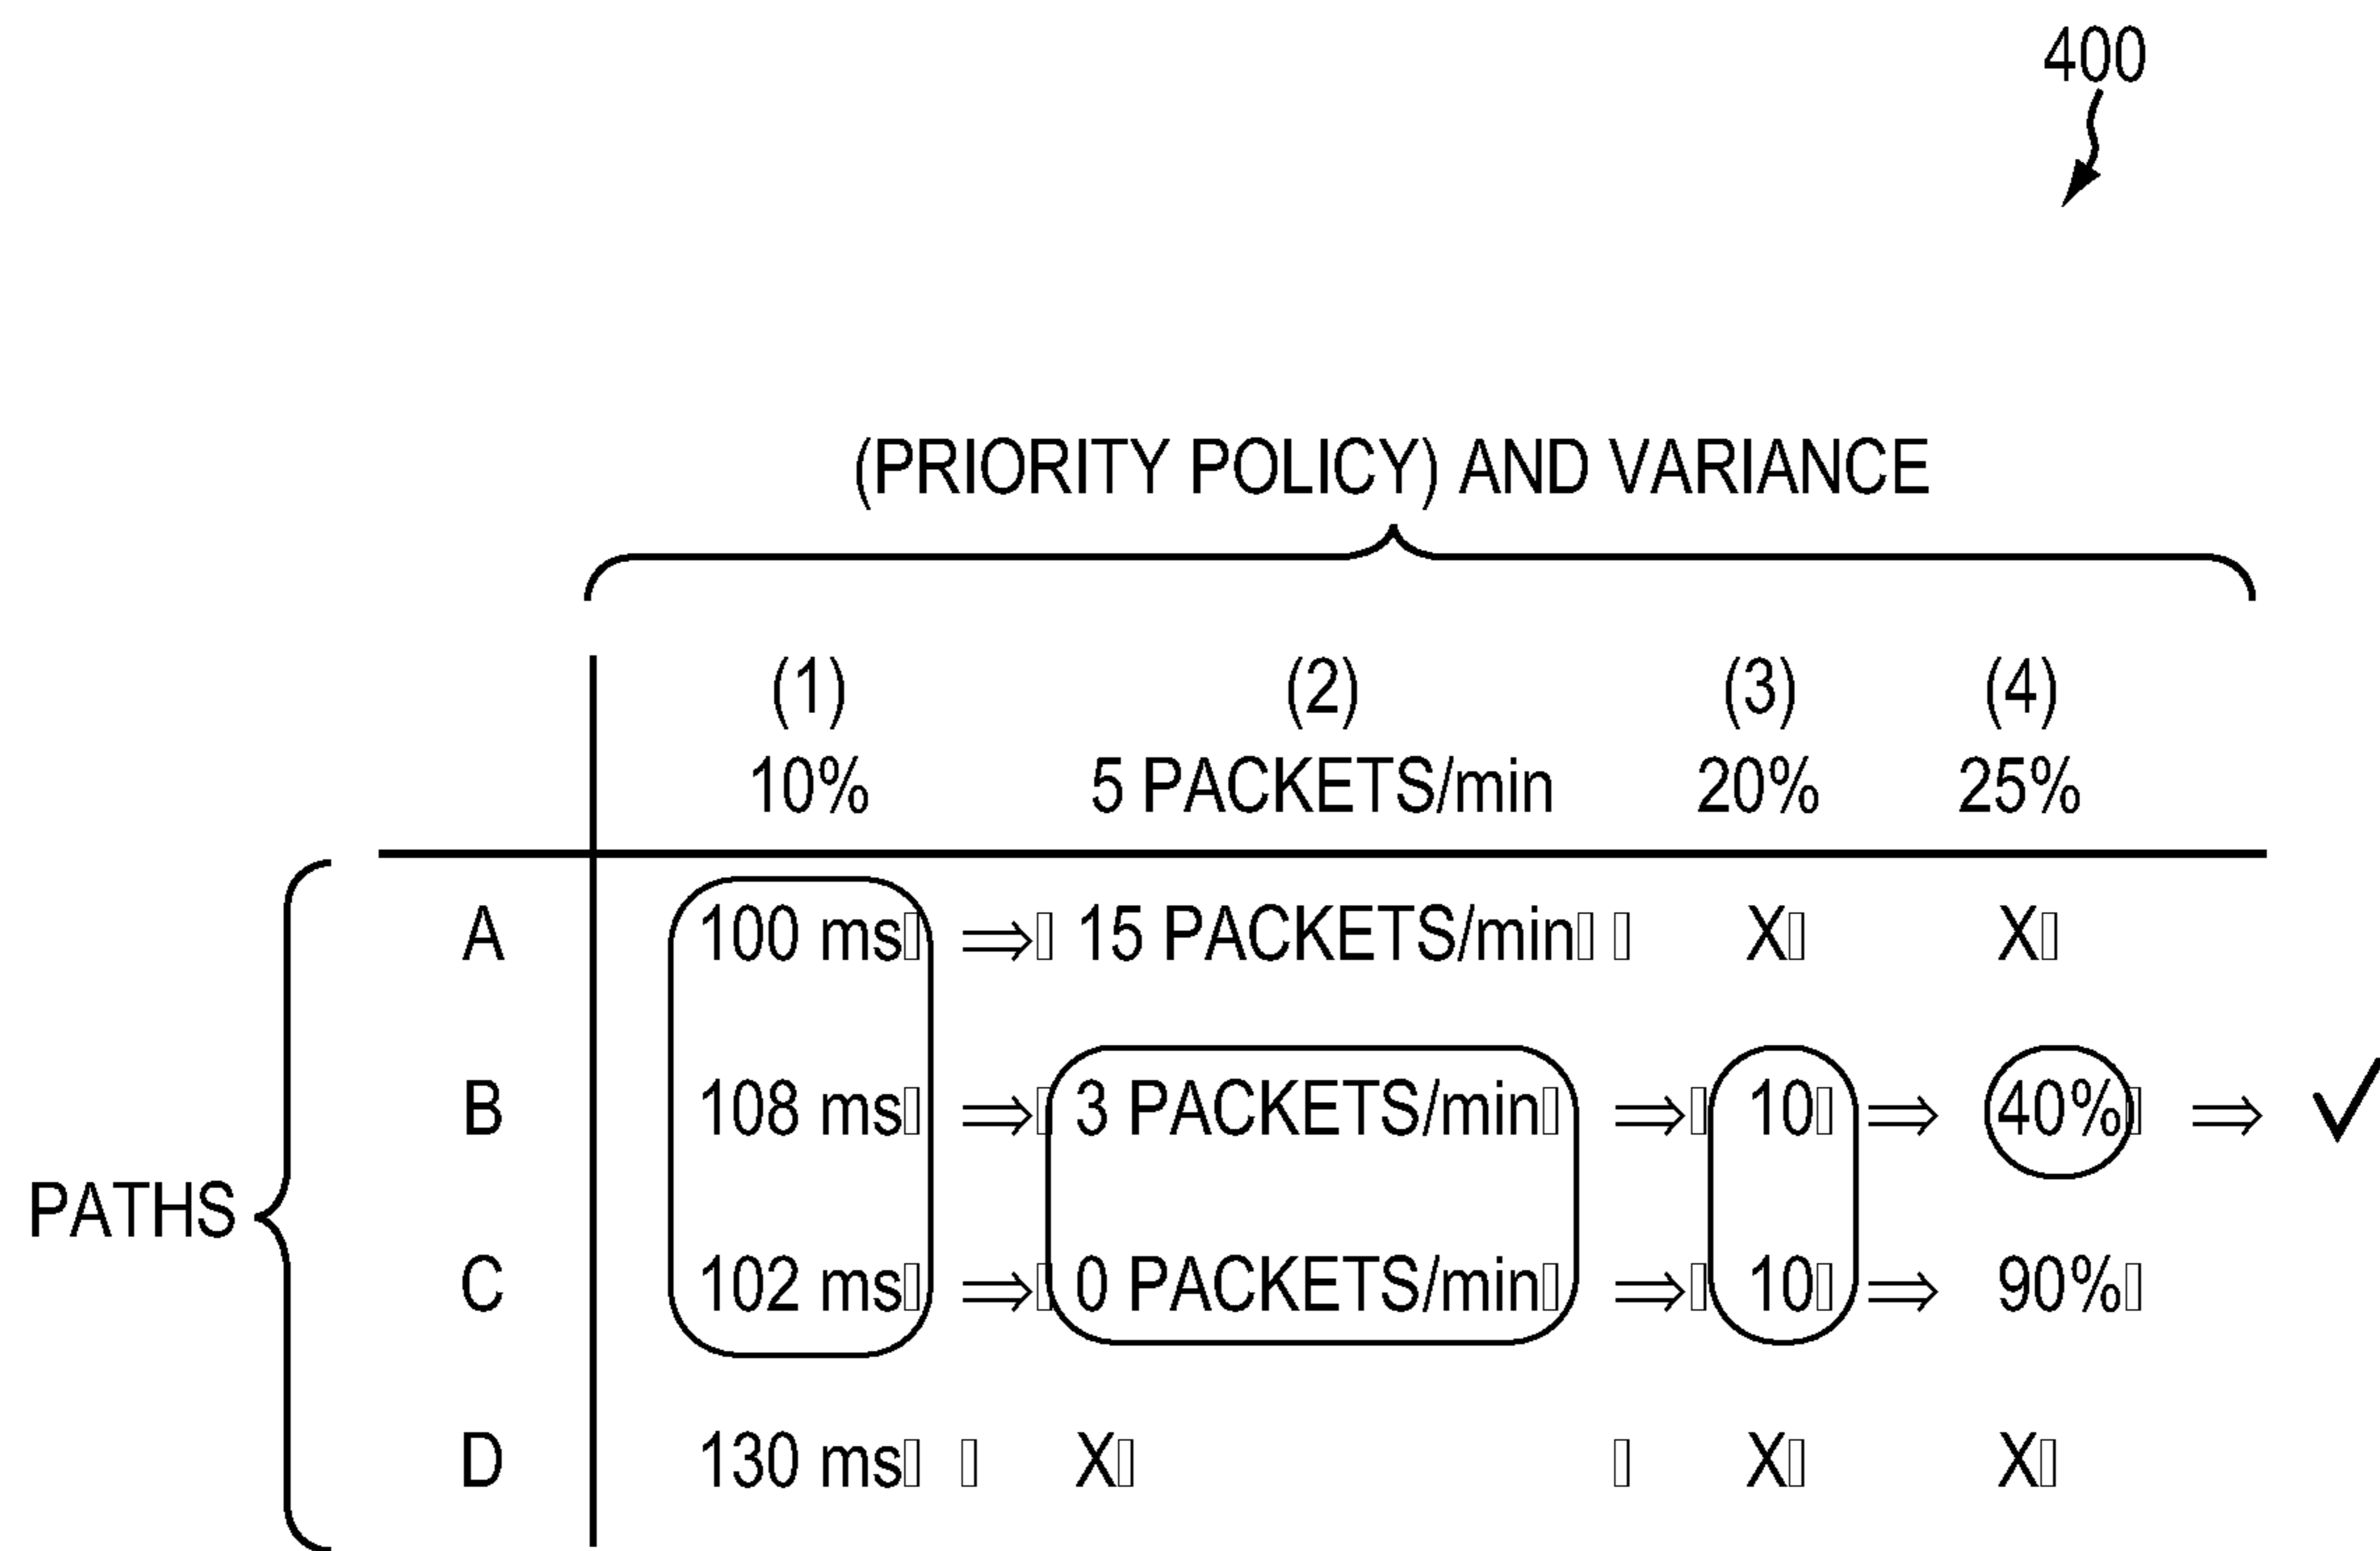 400
(PRIORITY POLICY) AND VARIANCE
(1) (2) (3) (4)
10% 5 PACKETS/min 20% 25%
A 100 ms ⇒ 15 PACKETS/min X X
B 108 ms ⇒ 3 PACKETS/min ⇒ 10 ⇒ 40% ⇒ ✓
PATHS
C 102 ms ⇒ 0 PACKETS/min ⇒ 10 ⇒ 90%
D 130 ms X X X